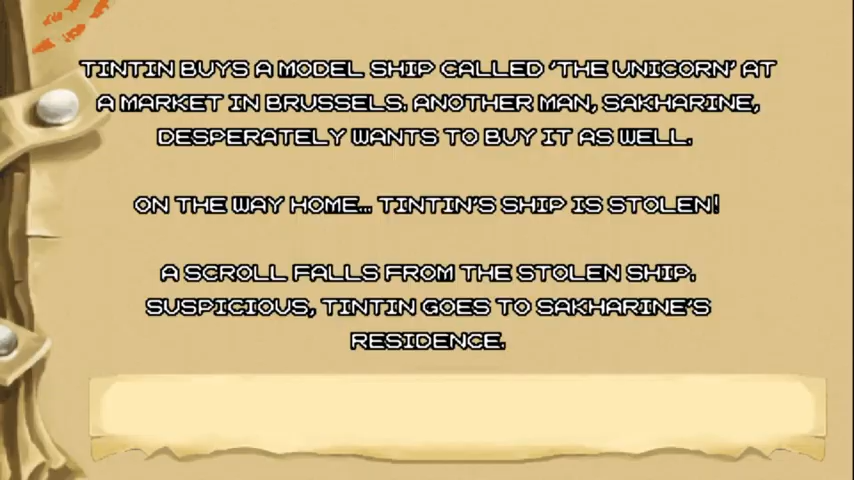 TINTIN BUYS A MODEL SHIP CALLED 'THE UNICORN' AT
A MARKET IN BRUSSELS. ANOTHER MAN, SAKHARINE,
DESPERATELY WANTS TO BUY IT AS WELL.
ON THE WAY HOME... TINTIN'S SHIP IS STOLEN!
A SCROLL FALLS FROM THE STOLEN SHIP.
SUSPICIOUS, TINTIN GOES TO SAKHARINE'S
RESIDENCE.